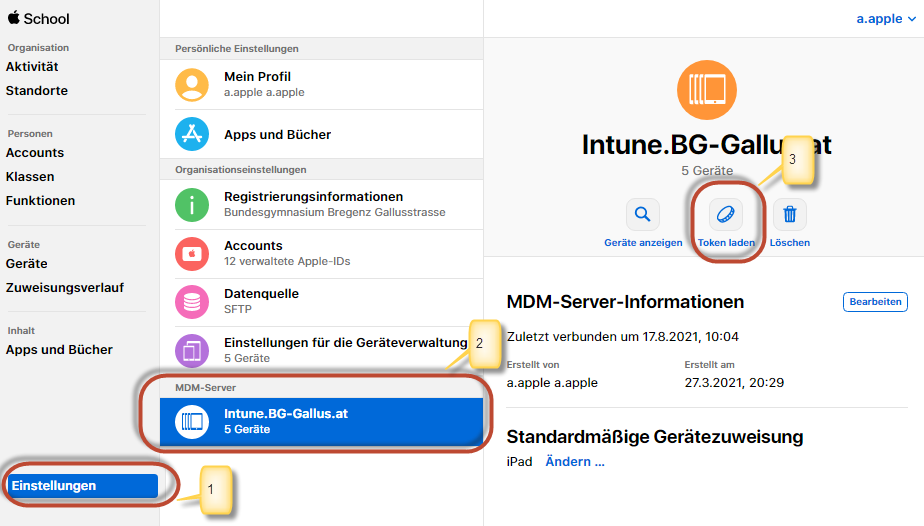 School
Organisation
Aktivität
Standorte
Personen
Accounts
Klassen
Funktionen
Geräte
Geräte
Zuweisungsverlauf
Inhalt
Apps und Bücher
Einstellungen
1
Persönliche Einstellungen
Mein Profil
a.apple a.apple
Apps und Bücher
Organisationseinstellungen
Registrierungsinformationen
Bundesgymnasium Bregenz Gallusstrasse
Accounts
12 verwaltete Apple-IDs
Datenquelle
SFTP
Einstellungen für die Geräteverwaltung
5 Geräte
2
MDM-Server
Intune.BG-Gallus.at
5 Geräte
a.apple
Intune.BG-Gallus.at
5 Geräte
3
Geräte anzeigen
Token laden
Löschen
MDM-Server-Informationen
Bearbeiten
Zuletzt verbunden um 17.8.2021, 10:04
Erstellt von
a.apple a.apple
Erstellt am
27.3.2021, 20:29
Standardmäßige Gerätezuweisung
iPad Ändern ...